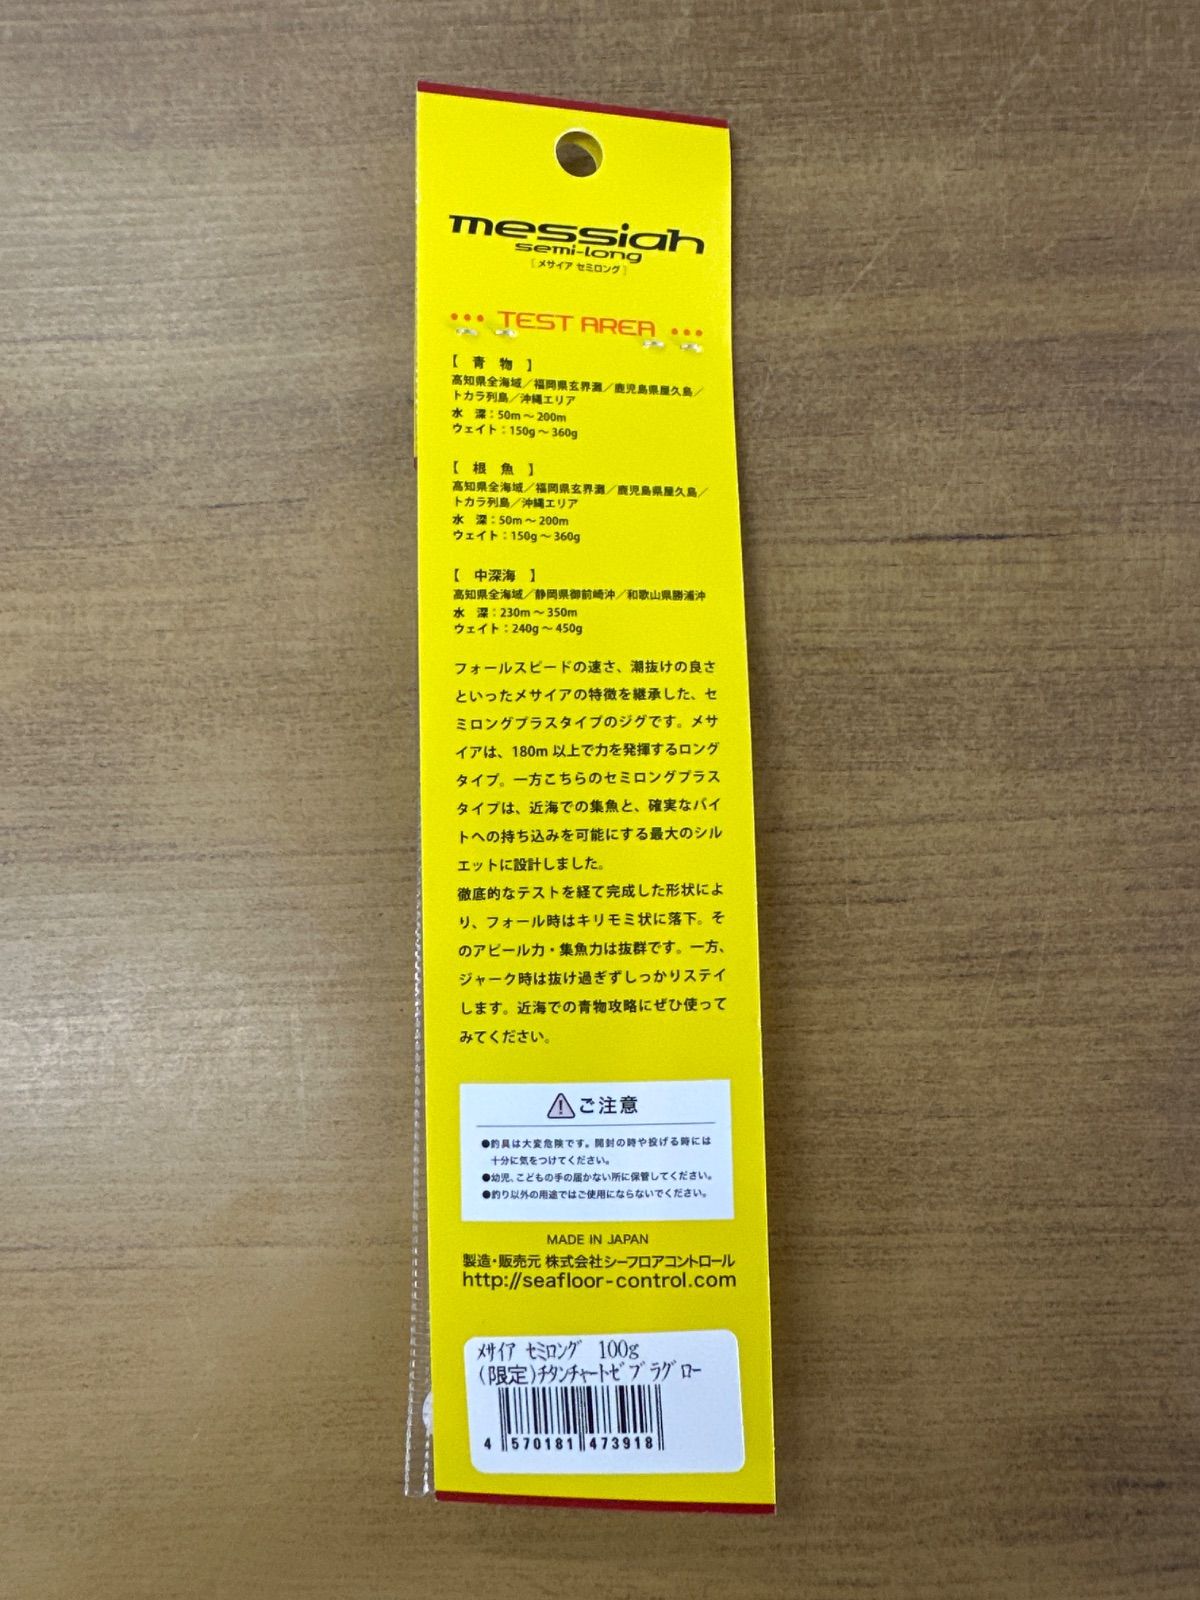 messiah
semi-long
[メサイア セミロング]
••• TEST AREA •••
【 青 物 】
高知県全海域／福岡県玄界灘／鹿児島県屋久島／
トカラ列島／沖縄エリア
水 深：50m〜200m
ウェイト：150g〜360g
【 根 魚 】
高知県全海域／福岡県玄界灘／鹿児島県屋久島／
トカラ列島／沖縄エリア
水 深：50m〜200m
ウェイト：150g〜360g
【 中深海 】
高知県全海域／静岡県御前崎沖／和歌山県勝浦沖
水 深：230m〜350m
ウェイト：240g〜450g
フォールスピードの速さ、潮抜けの良さ
といったメサイアの特徴を継承した、セ
ミロングプラスタイプのジグです。メサ
イアは、180m 以上で力を発揮するロング
タイプ。一方こちらのセミロングプラス
タイプは、近海での集魚と、確実なバイ
トへの持ち込みを可能にする最大のシル
エットに設計しました。
徹底的なテストを経て完成した形状によ
り、フォール時はキリモミ状に落下。そ
のアピール力・集魚力は抜群です。一方、
ジャーク時は抜け過ぎずしっかりステイ
します。近海での青物攻略にぜひ使って
みてください。
ご注意
●釣具は大変危険です。開封の時や投げる時には
十分に気をつけてください。
●幼児、こどもの手の届かない所に保管してください。
●釣り以外の用途ではご使用にならないでください。
MADE IN JAPAN
製造・販売元 株式会社シーフロアコントロール
http://seafloor-control.com
ﾒｻｲｱ ｾﾐﾛﾝｸﾞ 100g
(限定)ﾁﾀﾝﾁｬｰﾄｾﾞﾌﾞﾗｸﾞﾛｰ
4 570181 473918